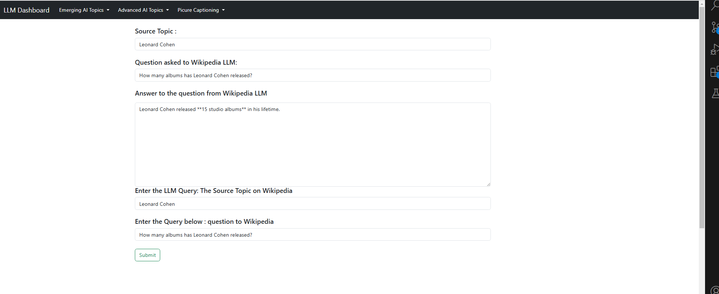 LLM Dashboard Emerging AI Topics Advanced AI Topics Picure Captioning
Source Topic :
Leonard Cohen
Question asked to Wikipedia LLM:
How many albums has Leonard Cohen released?
Answer to the question from Wikipedia LLM
Leonard Cohen released **15 studio albums** in his lifetime.
Enter the LLM Query: The Source Topic on Wikipedia
Leonard Cohen
Enter the Query below : question to Wikipedia
How many albums has Leonard Cohen released?
Submit